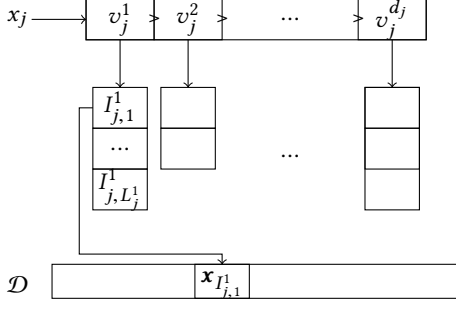 x_j v_j^1 > v_j^2 > ... > v_j^{d_j}
I_{j,1}^1
...
...
I_{j,L_j^1}^1
𝒟 𝒙_{I_{j,1}^1}